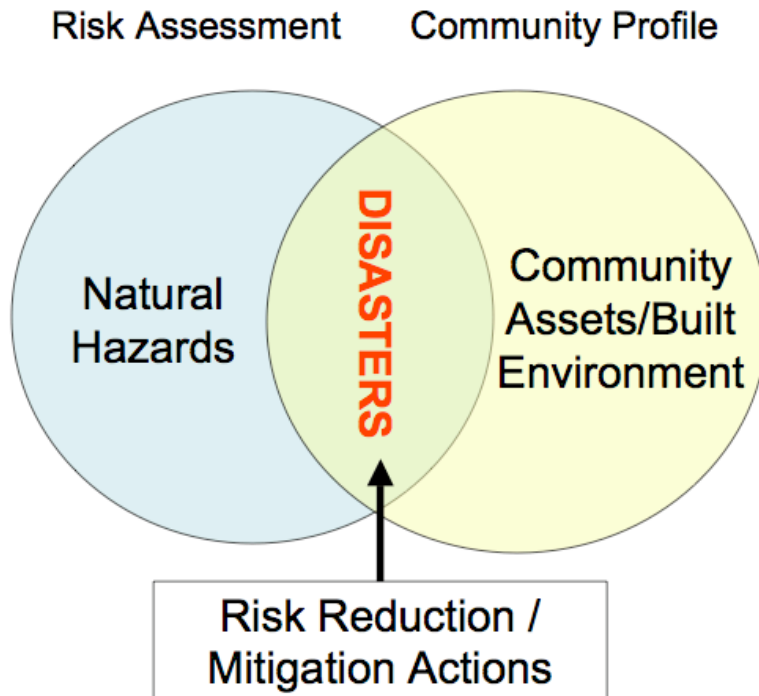 Risk Assessment
Community Profile
Natural
Hazards
DISASTERS
Community
Assets/Built
Environment
Risk Reduction /
Mitigation Actions